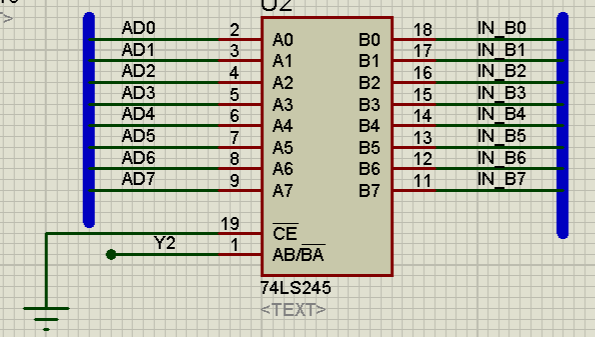 U2
AD0 2 A0 B0 18 IN_B0
AD1 3 A1 B1 17 IN_B1
AD2 4 A2 B2 16 IN_B2
AD3 5 A3 B3 15 IN_B3
AD4 6 A4 B4 14 IN_B4
AD5 7 A5 B5 13 IN_B5
AD6 8 A6 B6 12 IN_B6
AD7 9 A7 B7 11 IN_B7
19 CE
Y2 1 AB/BA
74LS245
<TEXT>